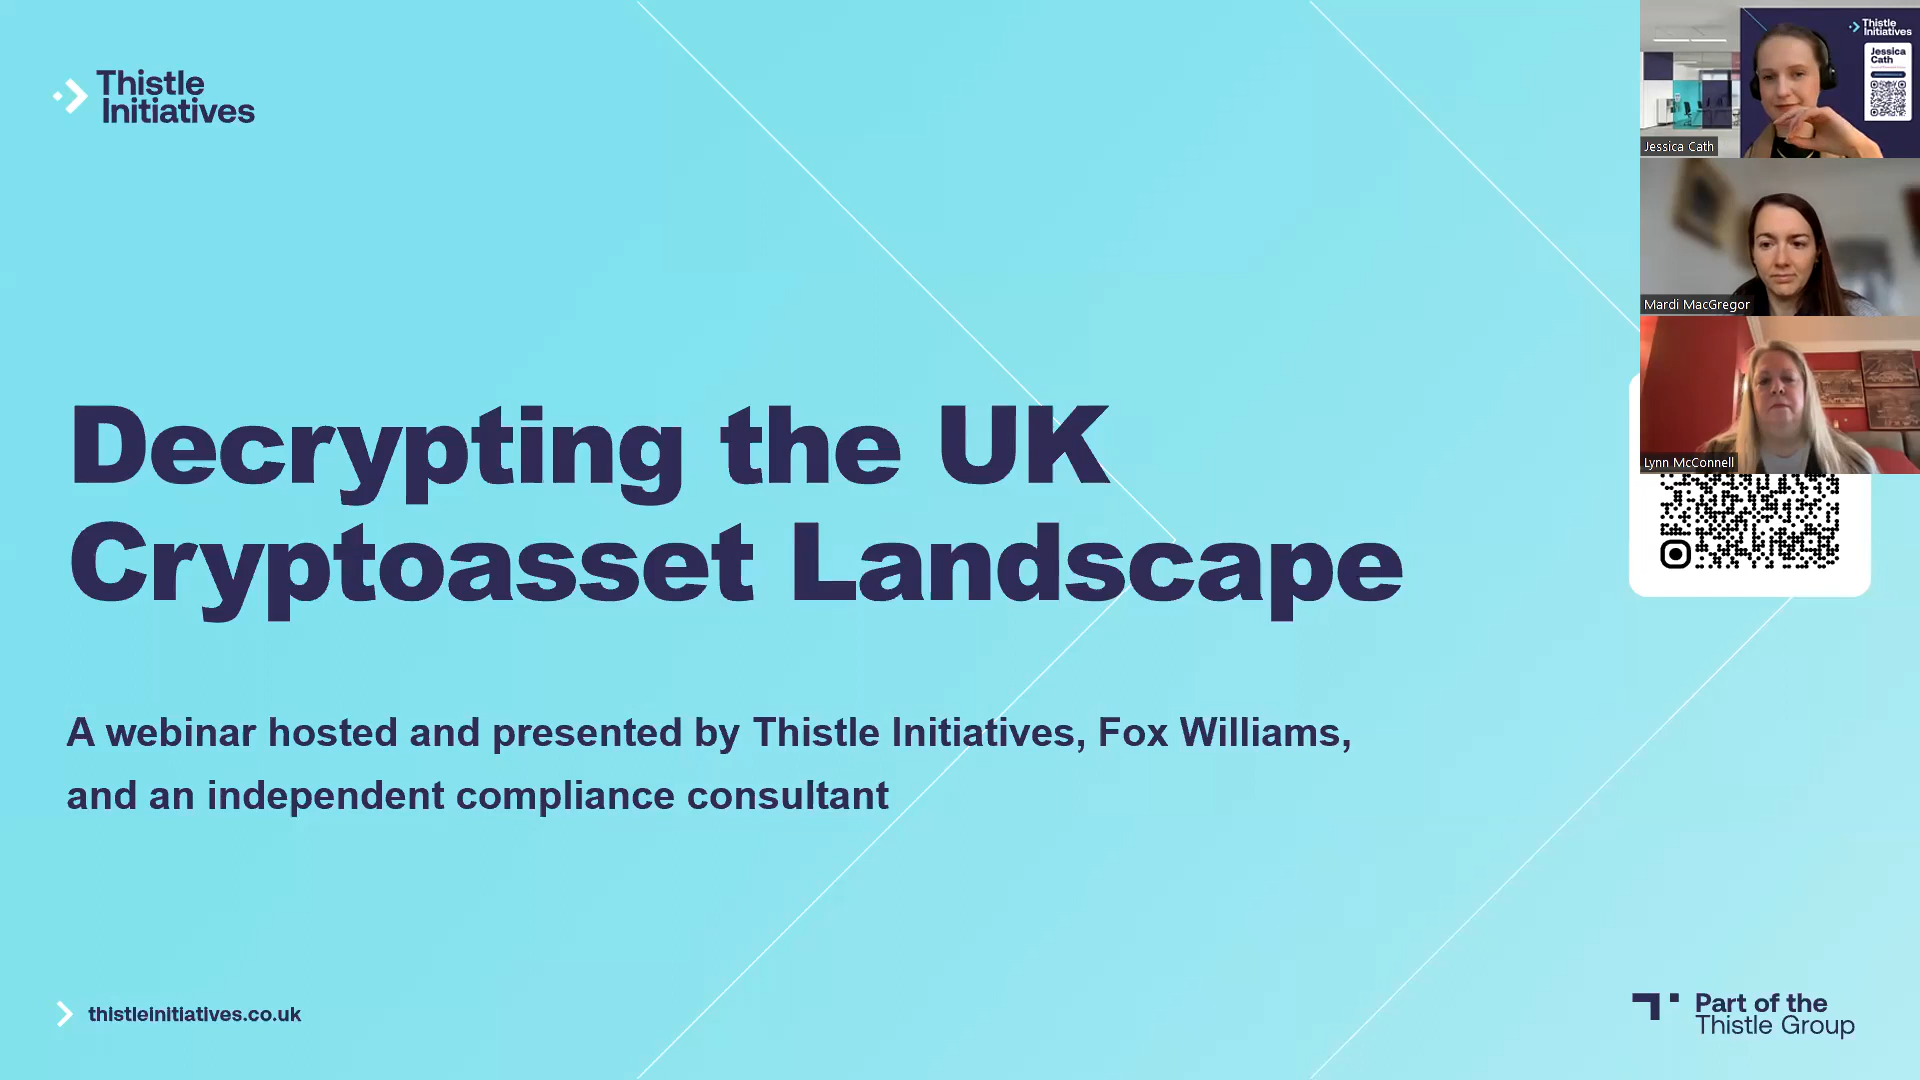 Thistle
Initiatives
Decrypting the UK
Cryptoasset Landscape
A webinar hosted and presented by Thistle Initiatives, Fox Williams,
and an independent compliance consultant
thistleinitiatives.co.uk
Part of the
Thistle Group
Thistle
Initiatives
Jessica
Cath
Jessica Cath
Mardi MacGregor
Lynn McConnell